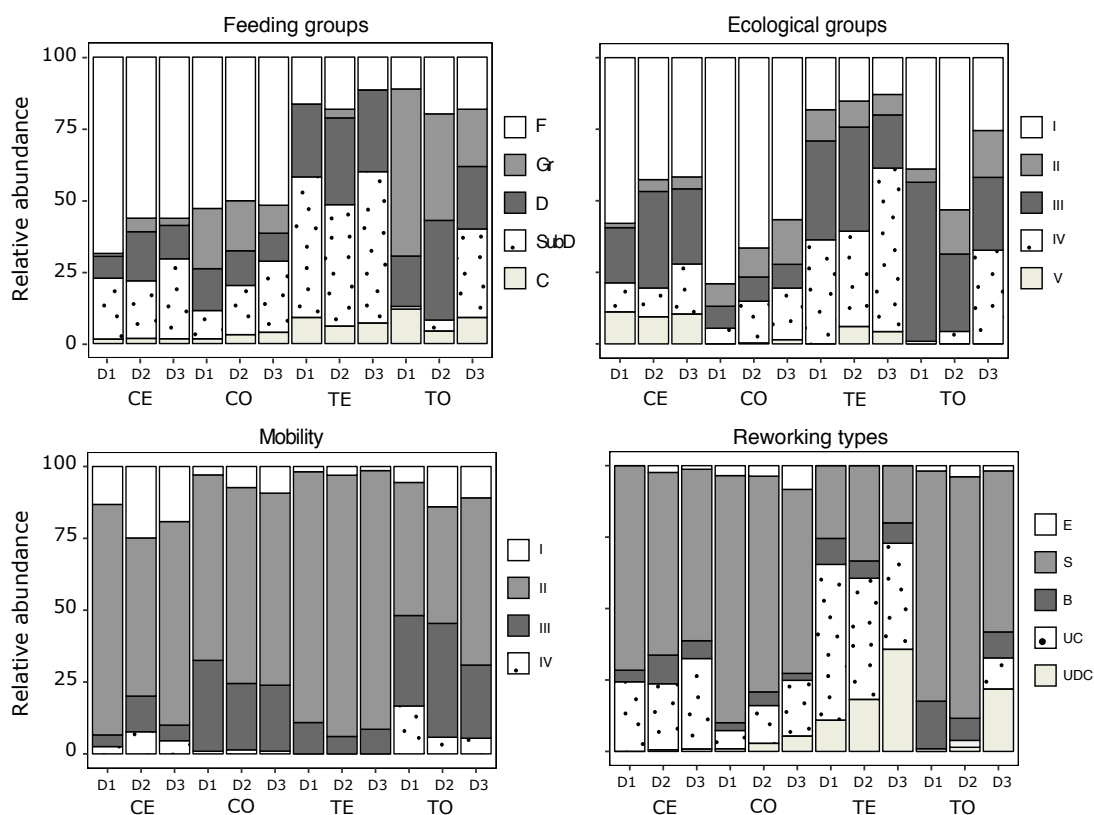 Feeding groups
Ecological groups
Relative abundance
100
75
50
25
0
F
Gr
D
SubD
C
I
II
III
IV
V
D1 D2 D3 D1 D2 D3 D1 D2 D3 D1 D2 D3
CE CO TE TO
D1 D2 D3 D1 D2 D3 D1 D2 D3 D1 D2 D3
CE CO TE TO
Mobility
Reworking types
Relative abundance
100
75
50
25
0
I
II
III
IV
E
S
B
UC
UDC
D1 D2 D3 D1 D2 D3 D1 D2 D3 D1 D2 D3
CE CO TE TO
D1 D2 D3 D1 D2 D3 D1 D2 D3 D1 D2 D3
CE CO TE TO